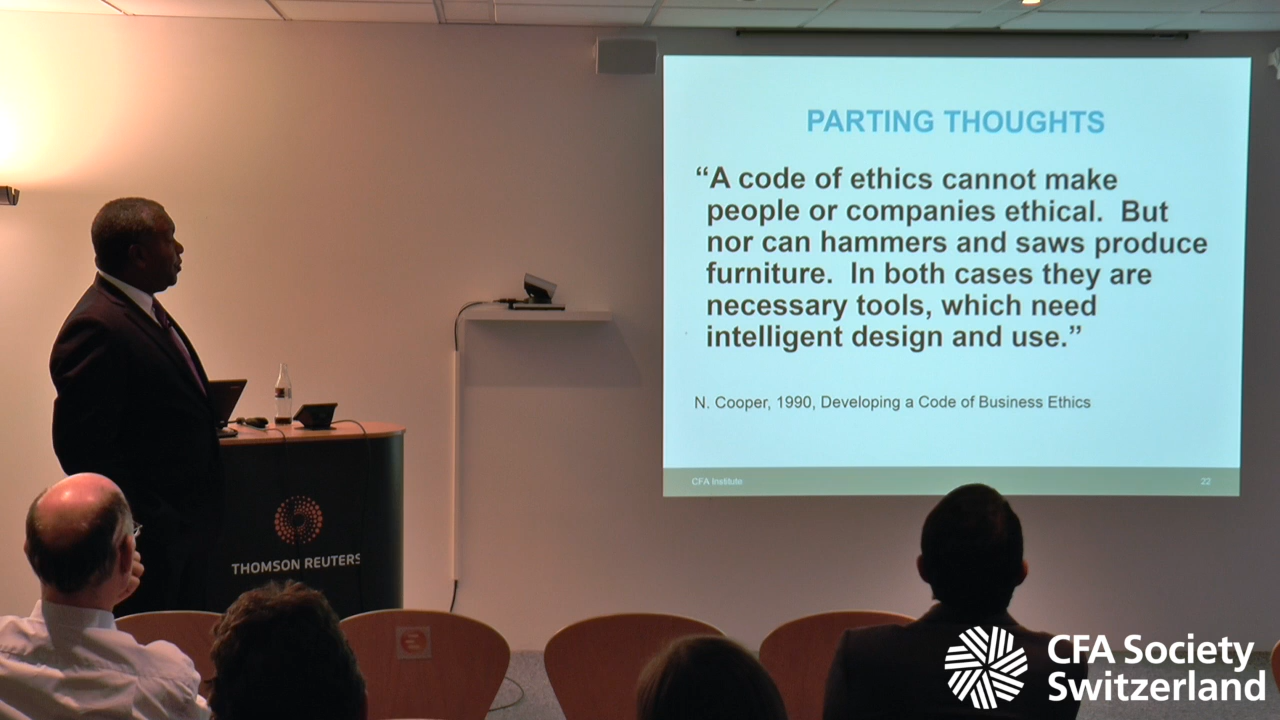 PARTING THOUGHTS
“A code of ethics cannot make
people or companies ethical.  But
nor can hammers and saws produce
furniture.  In both cases they are
necessary tools, which need
intelligent design and use.”
N. Cooper, 1990, Developing a Code of Business Ethics
CFA Institute
22
THOMSON REUTERS
CFA Society
Switzerland